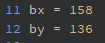 11 bx = 158
12 by = 136